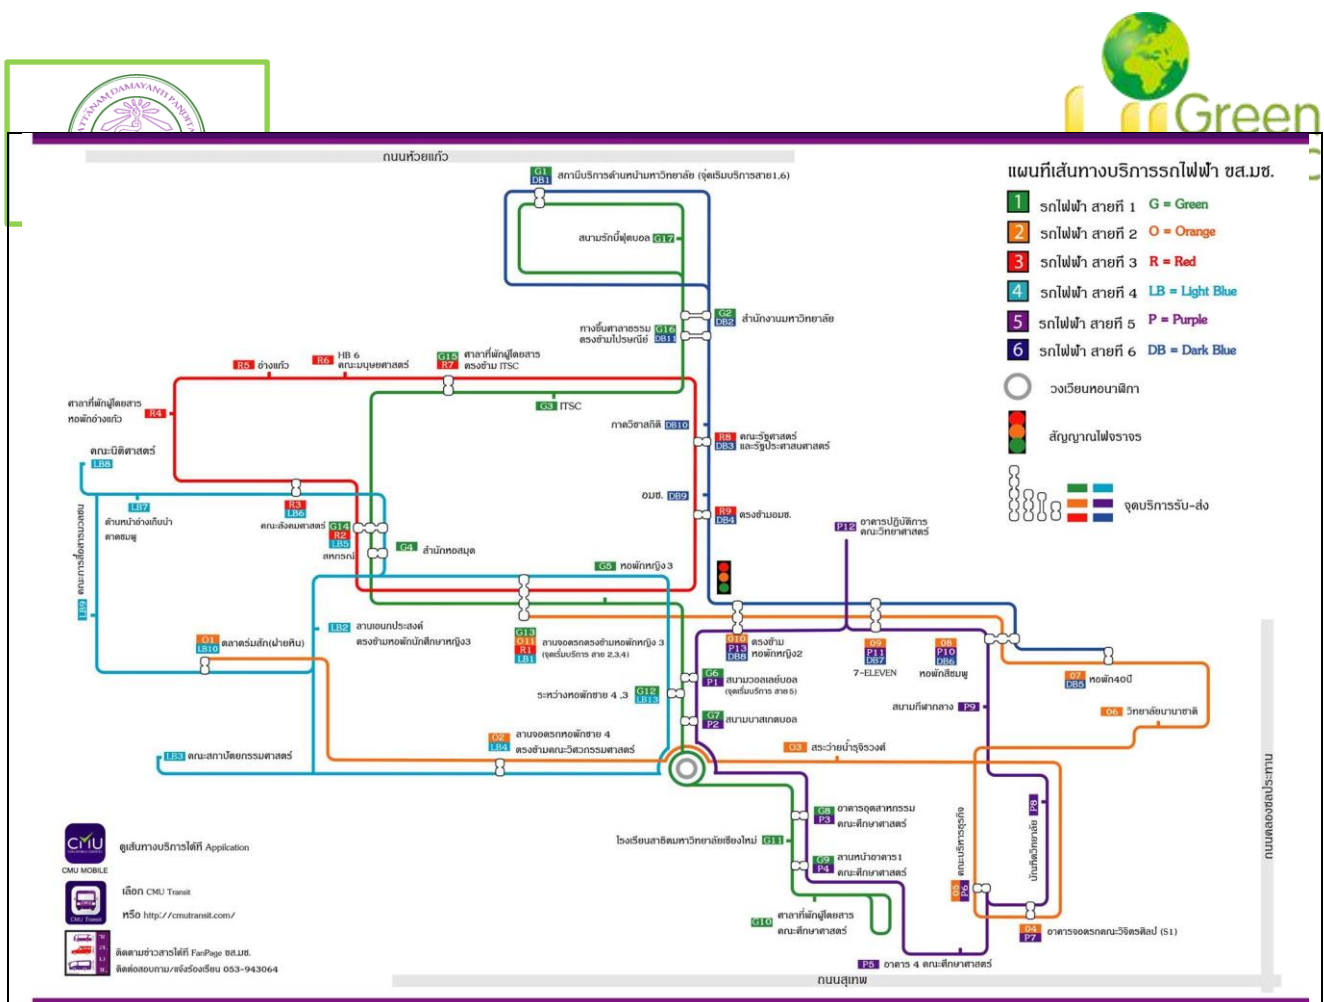 ATTĀNAM DAMAYANTI PANDITĀ
Green
ถนนห้วยแก้ว
G1
DB1
สถานีบริการด้านหน้ามหาวิทยาลัย (จุดเริ่มบริการสาย1,6)
แผนที่เส้นทางบริการรถไฟฟ้า ขส.มช.
1 รถไฟฟ้า สายที่ 1 G = Green
2 รถไฟฟ้า สายที่ 2 O = Orange
3 รถไฟฟ้า สายที่ 3 R = Red
4 รถไฟฟ้า สายที่ 4 LB = Light Blue
5 รถไฟฟ้า สายที่ 5 P = Purple
6 รถไฟฟ้า สายที่ 6 DB = Dark Blue
วงเวียนหอนาฬิกา
สัญญาณไฟจราจร
จุดบริการรับ-ส่ง
สนามรักบี้ฟุตบอล G17
G2
DB2
สำนักงานมหาวิทยาลัย
ทางขึ้นศาลาธรรม G16
ตรงข้ามไปรษณีย์ DB11
R5 อ่างแก้ว
R6
HB 6
คณะมนุษยศาสตร์
G15
R7
ศาลาที่พักผู้โดยสาร
ตรงข้าม ITSC
G3 ITSC
ศาลาที่พักผู้โดยสาร
หอพักอ่างแก้ว
R4
ภาควิชาสถิติ DB10
R8
DB3
คณะรัฐศาสตร์
และรัฐประศาสนศาสตร์
คณะนิติศาสตร์
LB8
LB7
ด้านหน้าอ่างเก็บน้ำ
ตาดชมพู
R3
LB6
คณะสังคมศาสตร์
G14
R2
LB5
สหกรณ์
G4 สำนักหอสมุด
อมช. DB9
R9
DB4
ตรงข้ามอมช.
P12
อาคารปฏิบัติการ
คณะวิทยาศาสตร์
G5 หอพักหญิง3
คณะการสื่อสารมวลชน
LB9
LB2 ลานเอนกประสงค์
ตรงข้ามหอพักนักศึกษาหญิง3
O1
LB10
ตลาดร่มสัก(ฝายหิน)
G13
O11
R1
LB1
ลานจอดรถตรงข้ามหอพักหญิง 3
(จุดเริ่มบริการ สาย 2,3,4)
O10
P13
DB8
ตรงข้าม
หอพักหญิง2
O9
P11
DB7
7-ELEVEN
O8
P10
DB6
หอพักสีชมพู
O7
DB5
หอพัก40ปี
G6
P1
สนามวอลเลย์บอล
(จุดเริ่มบริการ สาย 5)
ระหว่างหอพักชาย 4 ,3
G12
LB13
G7
P2
สนามบาสเกตบอล
สนามกีฬากลาง P9
O6 วิทยาลัยนานาชาติ
O2
LB4
ลานจอดรถหอพักชาย 4
ตรงข้ามคณะวิศวกรรมศาสตร์
LB3 คณะสถาปัตยกรรมศาสตร์
O3 สระว่ายน้ำรุจิรวงศ์
G8
P3
อาคารอุตสาหกรรม
คณะศึกษาศาสตร์
โรงเรียนสาธิตมหาวิทยาลัยเชียงใหม่ G11
G9
P4
ลานหน้าอาคาร1
คณะศึกษาศาสตร์
คณะบริหารธุรกิจ
O5
P6
บัณฑิตวิทยาลัย P8
ถนนคลองชลประทาน
G10
ศาลาที่พักผู้โดยสาร
คณะศึกษาศาสตร์
O4
P7
อาคารจอดรถคณะวิจิตรศิลป์ (S1)
P5 อาคาร 4 คณะศึกษาศาสตร์
ถนนสุเทพ
CMU
CMU MOBILE
ดูเส้นทางบริการได้ที่ Application
CMU Transit
เลือก CMU Transit
หรือ http://cmutransit.com/
ติดตามข่าวสารได้ที่ FanPage ขส.มช.
ติดต่อสอบถาม/แจ้งร้องเรียน 053-943064